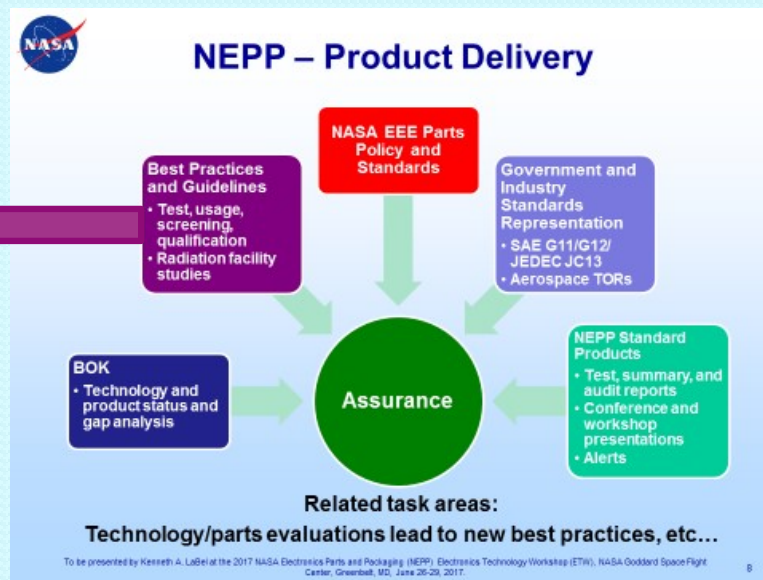 NASA
NEPP – Product Delivery
NASA EEE Parts
Policy and
Standards
Best Practices
and Guidelines
• Test, usage,
screening,
qualification
• Radiation facility
studies
Government and
Industry
Standards
Representation
• SAE G11/G12/
JEDEC JC13
• Aerospace TORs
BOK
• Technology and
product status and
gap analysis
Assurance
NEPP Standard
Products
• Test, summary, and
audit reports
• Conference and
workshop
presentations
• Alerts
Related task areas:
Technology/parts evaluations lead to new best practices, etc...
To be presented by Kenneth A. LaBel at the 2017 NASA Electronics Parts and Packaging (NEPP) Electronics Technology Workshop (ETW), NASA Goddard Space Flight
Center, Greenbelt, MD, June 26-29, 2017.
8